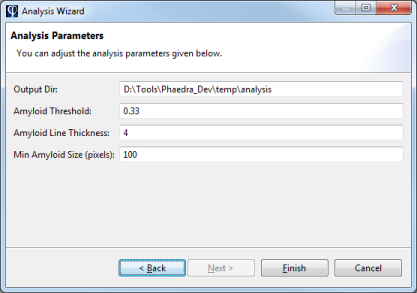 Analysis Wizard
Analysis Parameters
You can adjust the analysis parameters given below.
Output Dir: D:\Tools\Phaedra_Dev\temp\analysis
Amyloid Threshold: 0.33
Amyloid Line Thickness: 4
Min Amyloid Size (pixels): 100
< Back Next > Finish Cancel